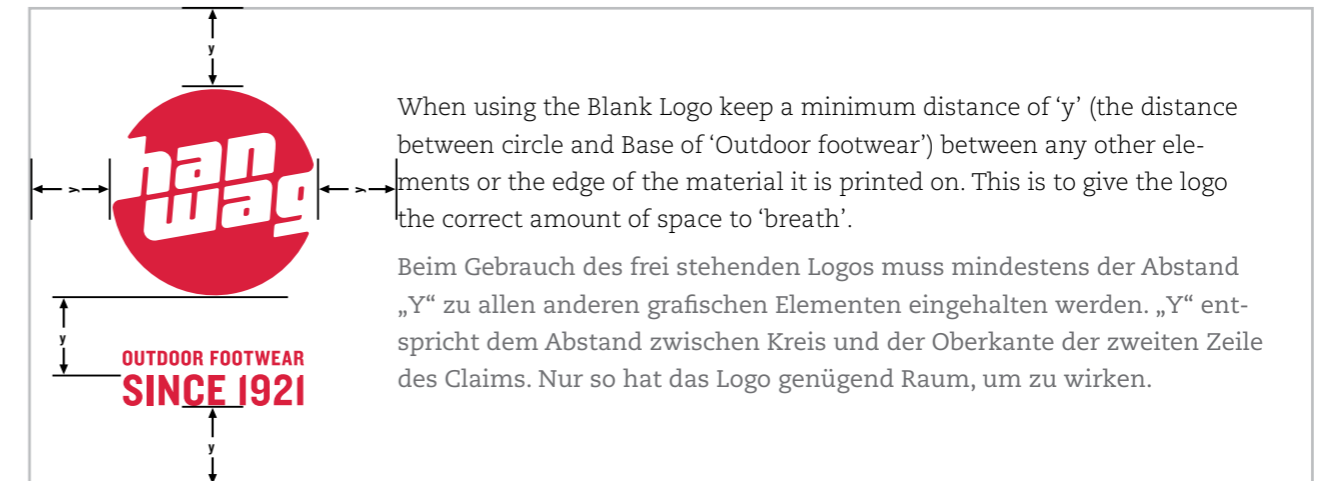 y
han
wag
y
y
When using the Blank Logo keep a minimum distance of ‘y’ (the distance
between circle and Base of ‘Outdoor footwear’) between any other ele-
ments or the edge of the material it is printed on. This is to give the logo
the correct amount of space to ‘breath’.
Beim Gebrauch des frei stehenden Logos muss mindestens der Abstand
„Y“ zu allen anderen grafischen Elementen eingehalten werden. „Y“ ent-
spricht dem Abstand zwischen Kreis und der Oberkante der zweiten Zeile
des Claims. Nur so hat das Logo genügend Raum, um zu wirken.
y
OUTDOOR FOOTWEAR
SINCE 1921
y